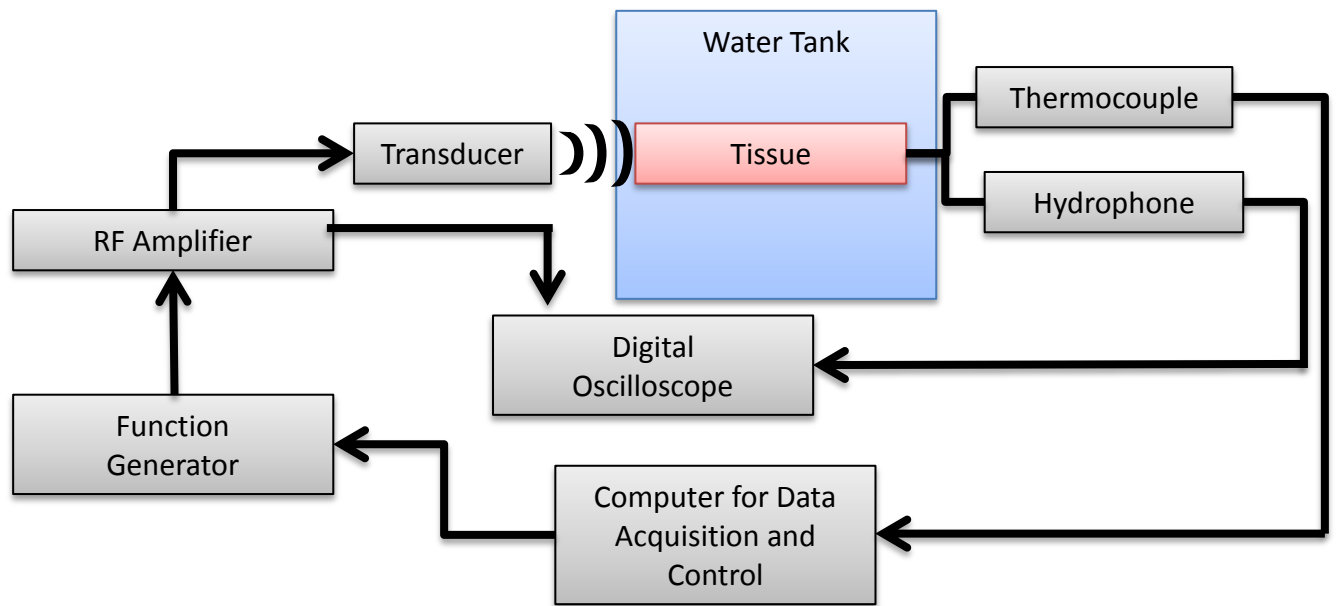 Water Tank
Thermocouple
Transducer
Tissue
Hydrophone
RF Amplifier
Digital
Oscilloscope
Function
Generator
Computer for Data
Acquisition and
Control